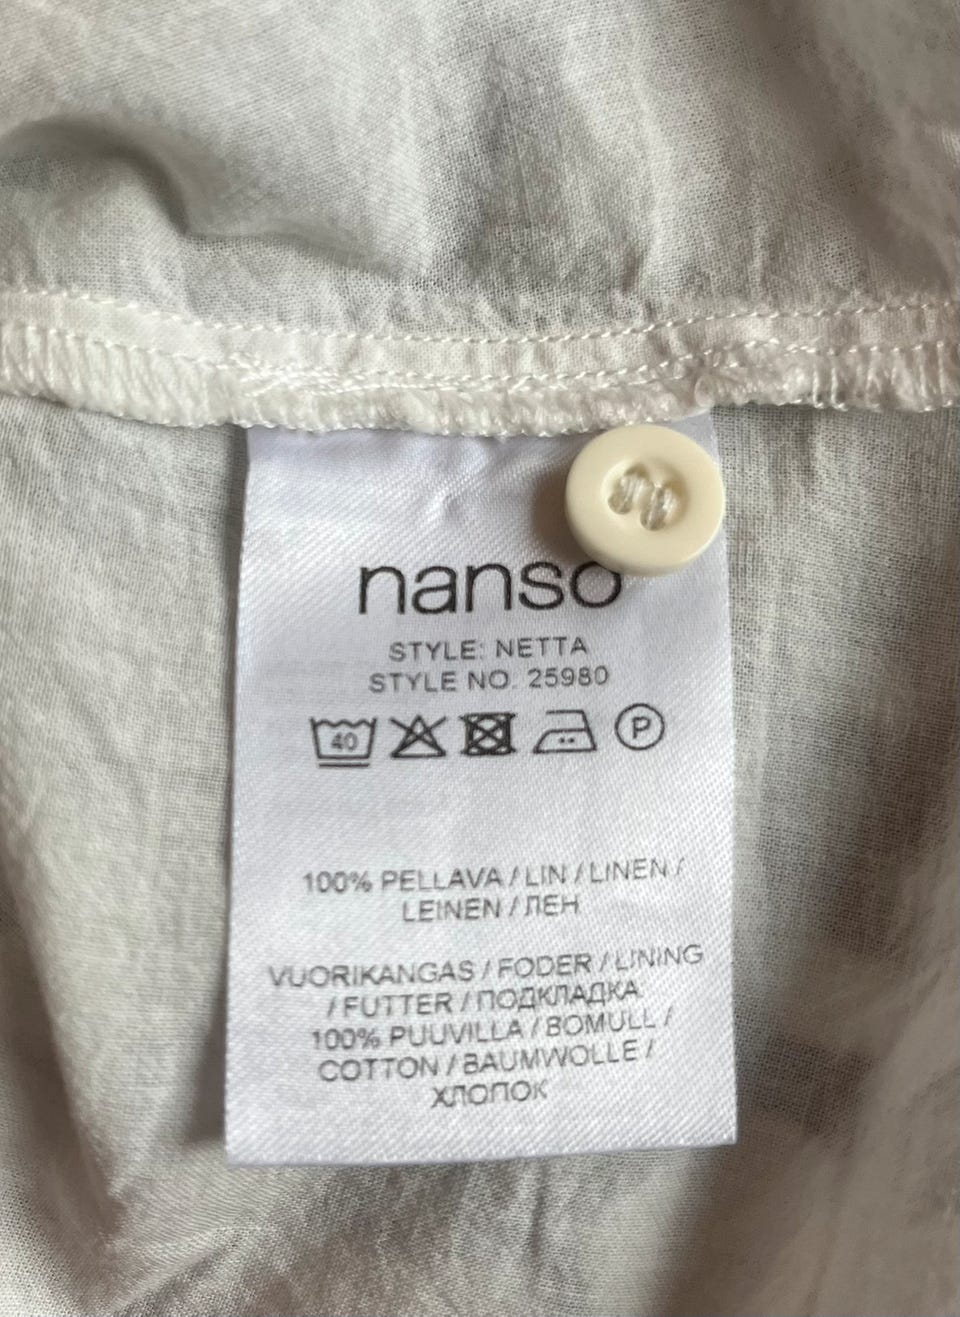 nanso
STYLE: NETTA
STYLE NO. 25980
40 P
100% PELLAVA / LIN / LINEN /
LEINEN / ЛЕН
VUORIKANGAS / FODER / LINING
/ FUTTER / ПОДКЛАДКА
100% PUUVILLA / BOMULL /
COTTON / BAUMWOLLE /
ХЛОПОК